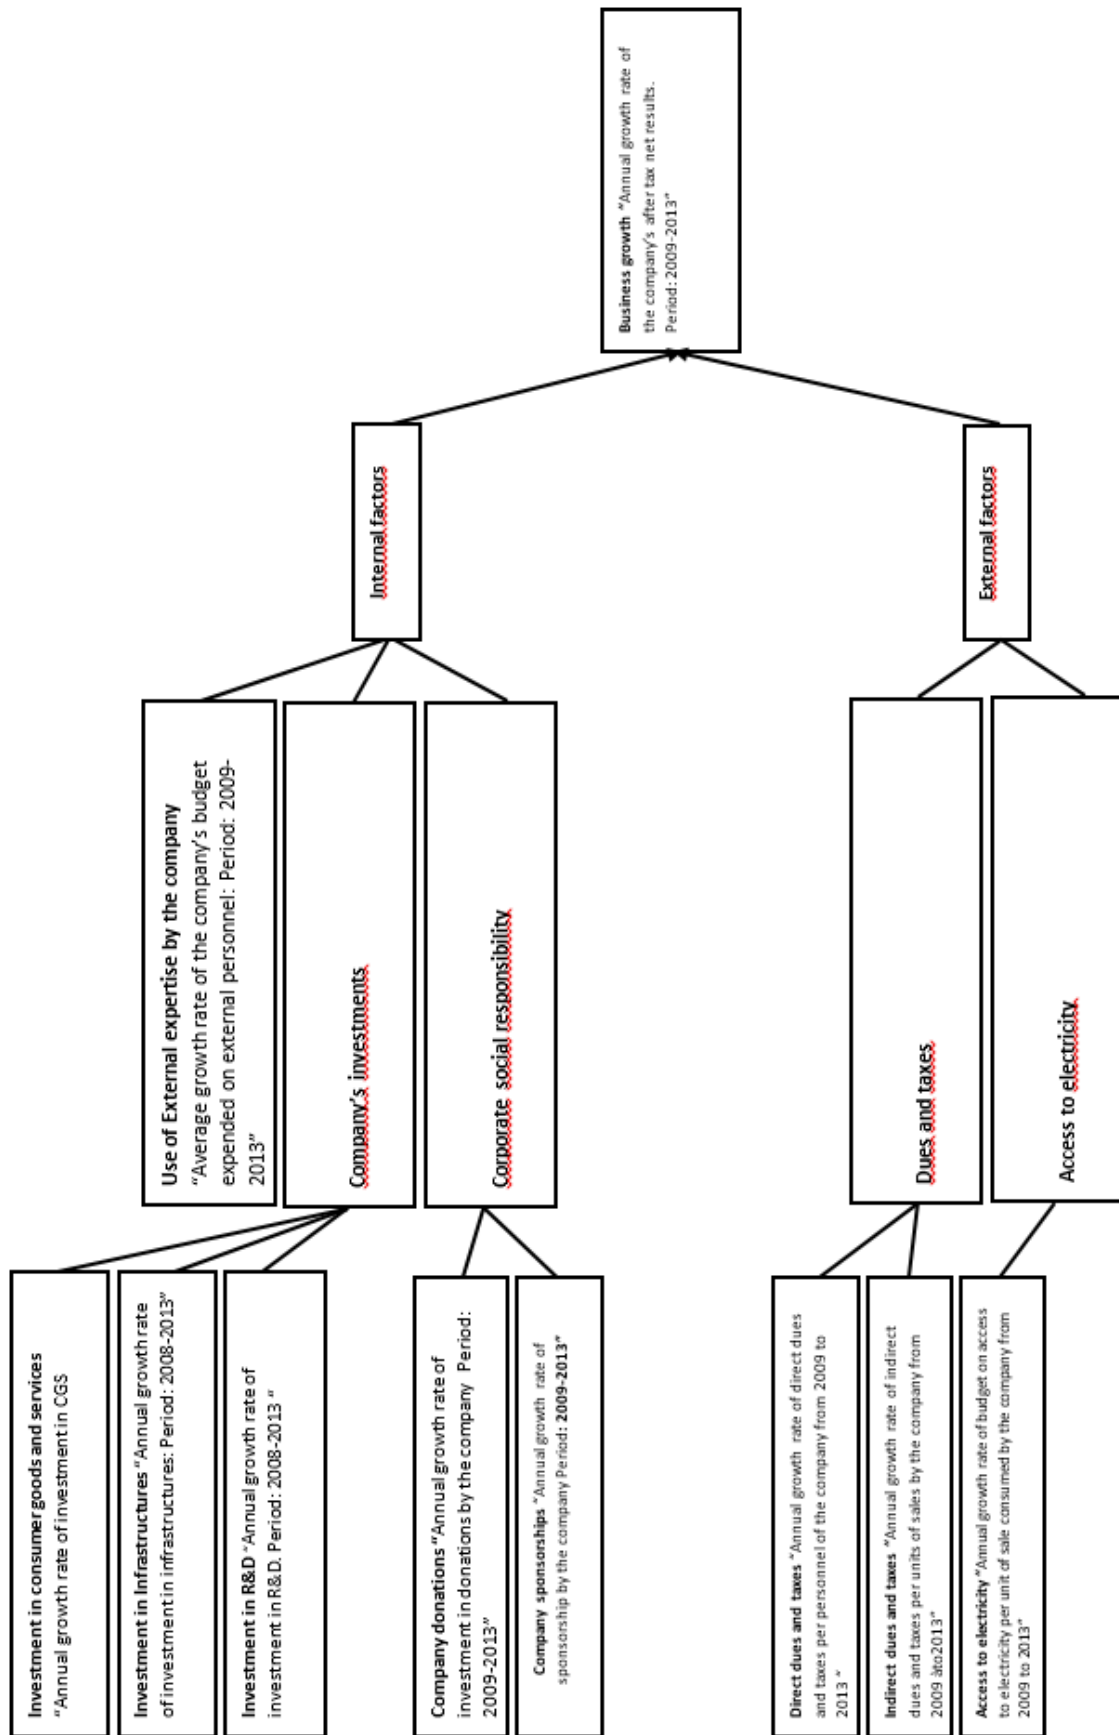 Investment in consumer goods and services
"Annual growth rate of investment in CGS
Investment in Infrastructures "Annual growth rate
of investment in infrastructures: Period: 2008-2013"
Investment in R&D "Annual growth rate of
investment in R&D. Period: 2008-2013 "
Company donations "Annual growth rate of
investment in donations by the company Period:
2009-2013"
Company sponsorships "Annual growth rate of
sponsorship by the company Period: 2009-2013"
Direct dues and taxes "Annual growth rate of direct dues
and taxes per personnel of the company from 2009 to
2013 "
Indirect dues and taxes "Annual growth rate of indirect
dues and taxes per units of sales by the company from
2009 àto2013"
Access to electricity "Annual growth rate of budget on access
to electricity per unit of sale consumed by the company from
2009 to 2013"
Use of External expertise by the company
"Average growth rate of the company's budget
expended on external personnel: Period: 2009-
2013"
Company's investments
Corporate social responsibility
Dues and taxes
Access to electricity
Internal factors
External factors
Business growth "Annual growth rate of
the company's after tax net results.
Period: 2009-2013"